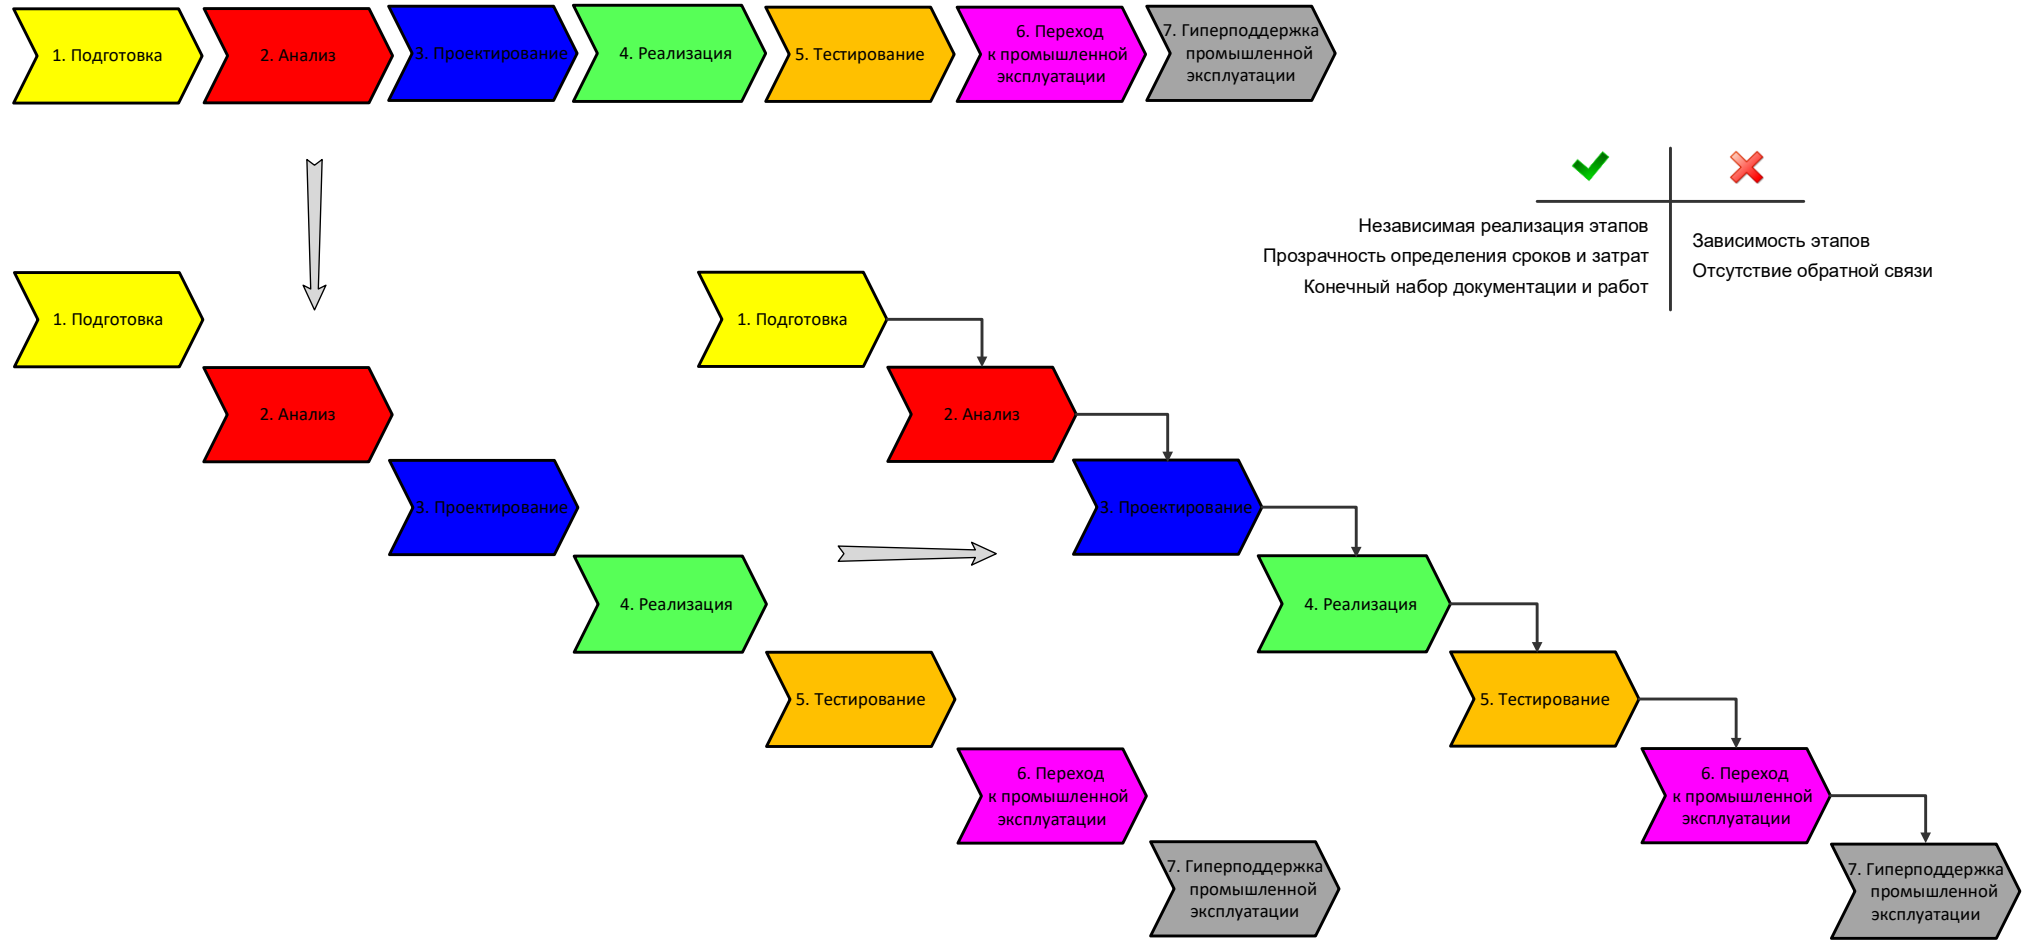 1. Подготовка
2. Анализ
3. Проектирование
4. Реализация
5. Тестирование
6. Переход
к промышленной
эксплуатации
7. Гиперподдержка
промышленной
эксплуатации
Независимая реализация этапов
Прозрачность определения сроков и затрат
Конечный набор документации и работ
Зависимость этапов
Отсутствие обратной связи
1. Подготовка
2. Анализ
3. Проектирование
4. Реализация
5. Тестирование
6. Переход
к промышленной
эксплуатации
7. Гиперподдержка
промышленной
эксплуатации
1. Подготовка
2. Анализ
3. Проектирование
4. Реализация
5. Тестирование
6. Переход
к промышленной
эксплуатации
7. Гиперподдержка
промышленной
эксплуатации